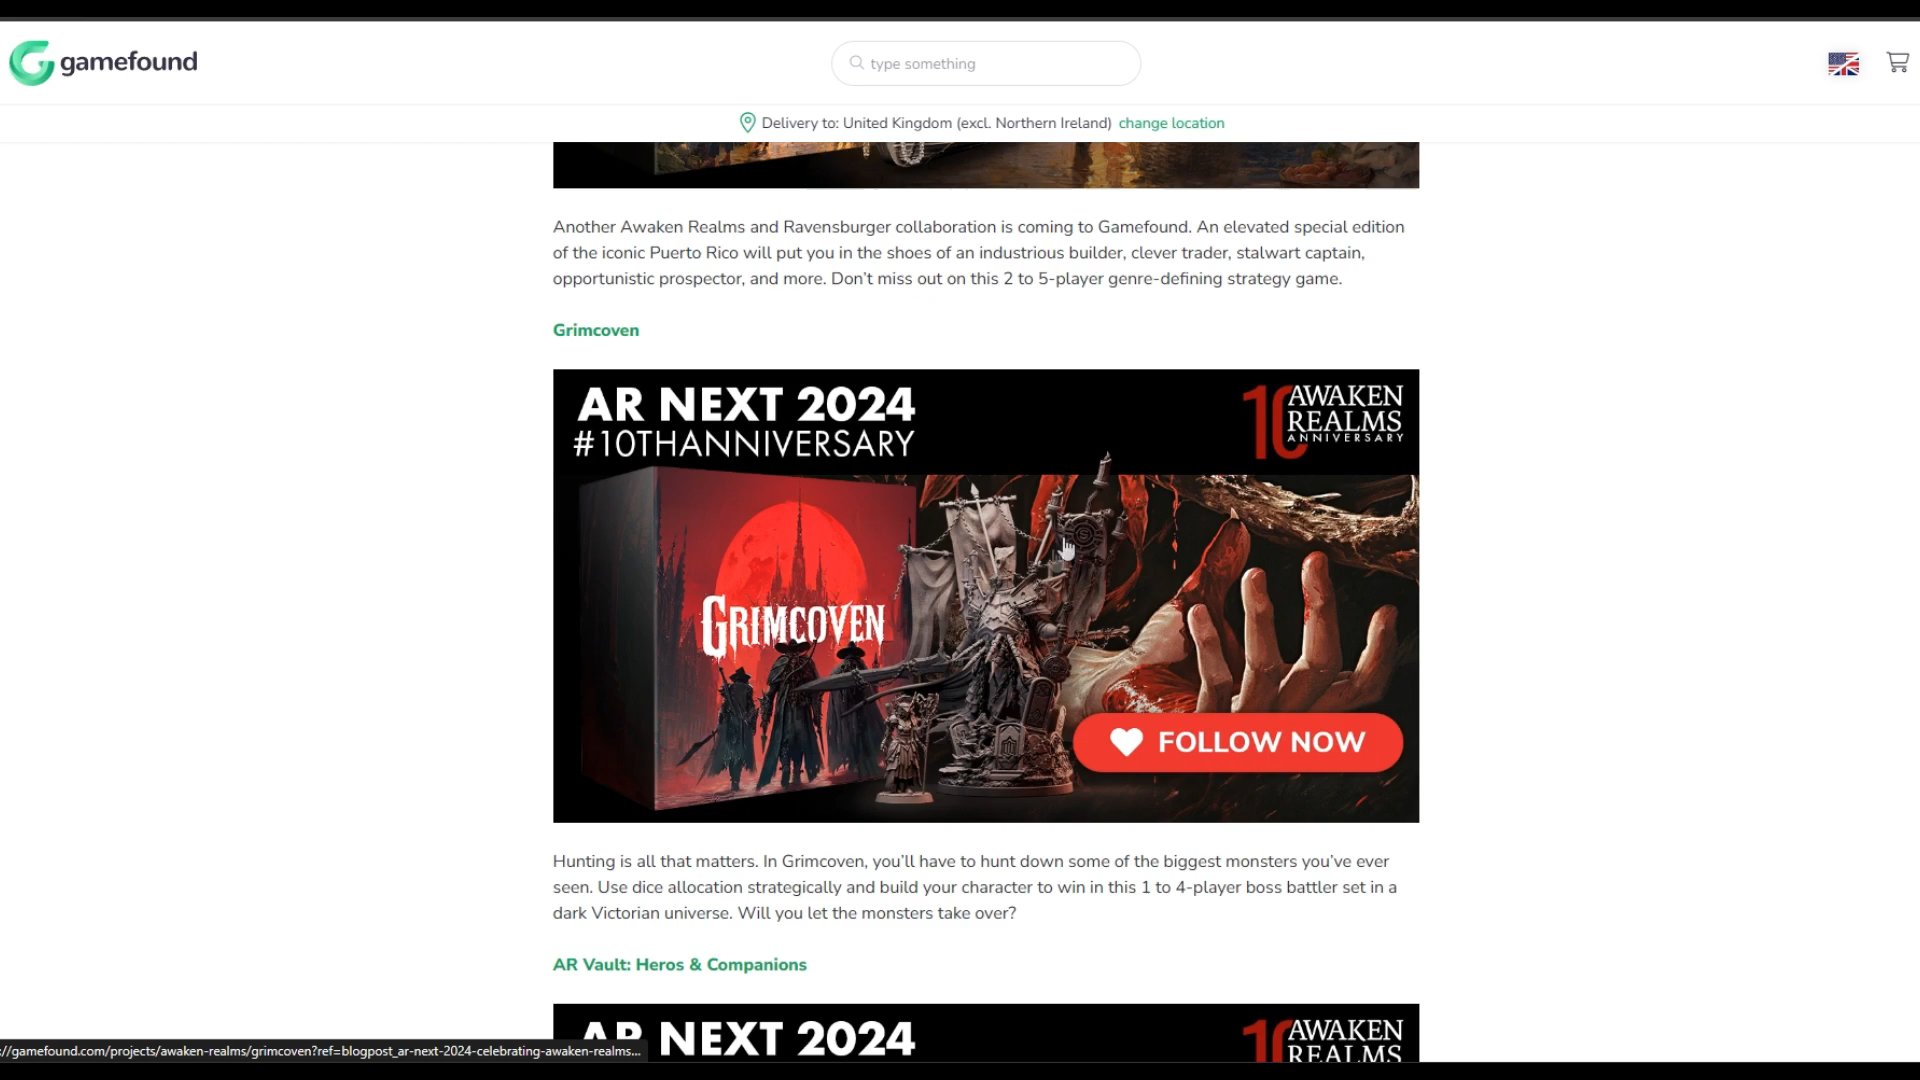 gamefound
type something
Delivery to: United Kingdom (excl. Northern Ireland) change location
Another Awaken Realms and Ravensburger collaboration is coming to Gamefound. An elevated special edition
of the iconic Puerto Rico will put you in the shoes of an industrious builder, clever trader, stalwart captain,
opportunistic prospector, and more. Don't miss out on this 2 to 5-player genre-defining strategy game.
Grimcoven
AR NEXT 2024
#10THANNIVERSARY
10 AWAKEN
REALMS
ANNIVERSARY
GRIMCOVEN
FOLLOW NOW
Hunting is all that matters. In Grimcoven, you'll have to hunt down some of the biggest monsters you've ever
seen. Use dice allocation strategically and build your character to win in this 1 to 4-player boss battler set in a
dark Victorian universe. Will you let the monsters take over?
AR Vault: Heros & Companions
AR NEXT 2024
10 AWAKEN
REALMS
://gamefound.com/projects/awaken-realms/grimcoven?ref=blogpost_ar-next-2024-celebrating-awaken-realms...